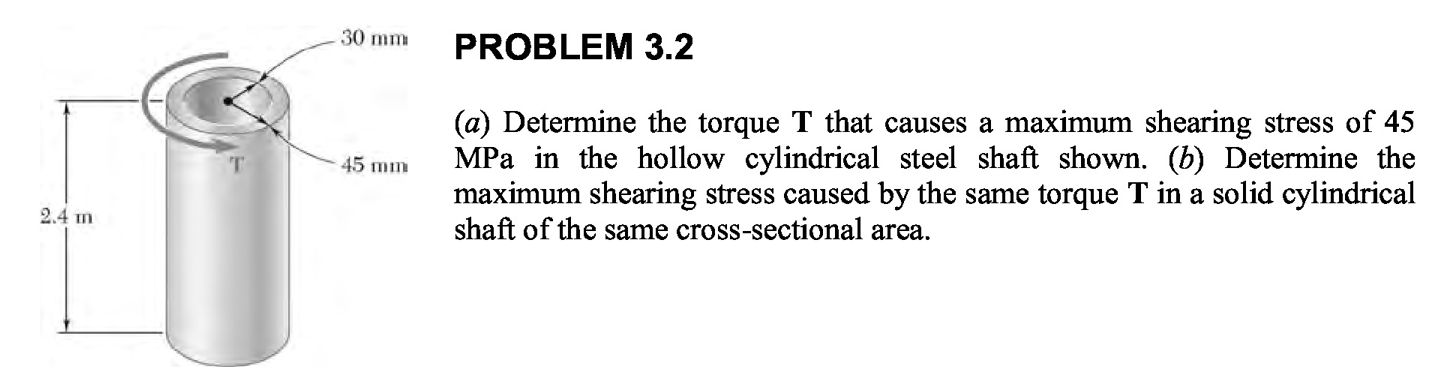 30 mm
PROBLEM 3.2
(a) Determine the torque T that causes a maximum shearing stress of 45
MPa in the hollow cylindrical steel shaft shown. (b) Determine the
maximum shearing stress caused by the same torque T in a solid cylindrical
shaft of the same cross-sectional area.
T
45 mm
2.4 m